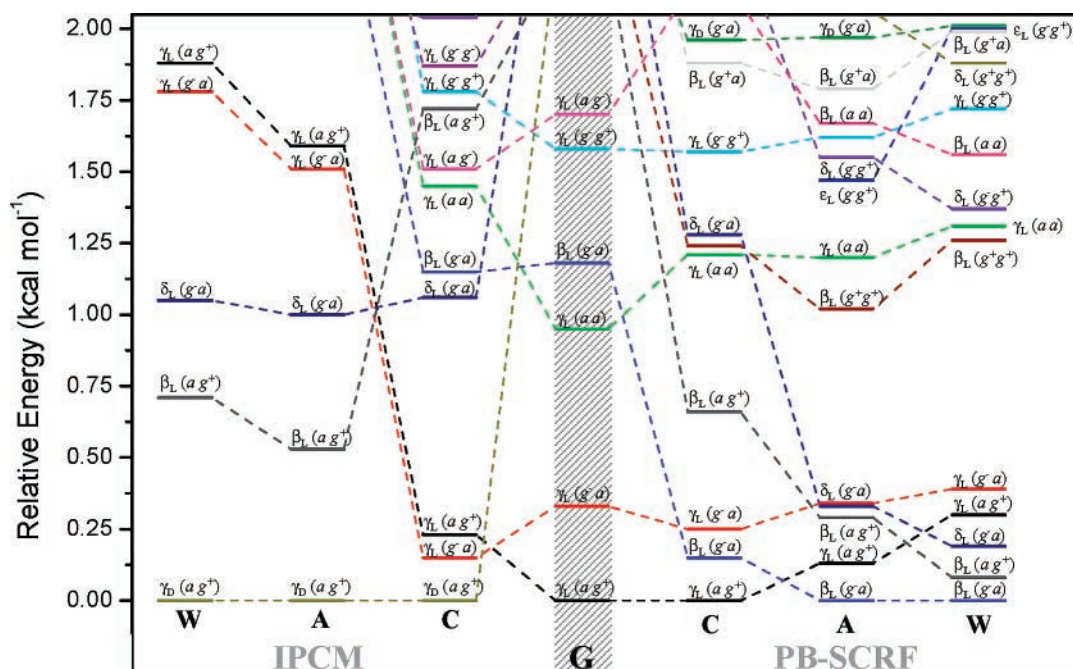 Relative Energy (kcal mol⁻¹)
2.00
1.75
1.50
1.25
1.00
0.75
0.50
0.25
0.00
γL (a g⁺)
γL (g⁻a)
δL (g⁻a)
βL (a g⁺)
γD (a g⁺)
W
γL (a g⁺)
γL (g⁻a)
δL (g⁻a)
βL (a g⁺)
γD (a g⁺)
A
γL (g⁻g⁻)
γL (g⁻g⁺)
βL (a g⁺)
γL (a g⁻)
γL (a a)
βL (g⁻a)
δL (g⁻a)
γL (a g⁺)
γL (g⁻a)
γD (a g⁺)
C
IPCM
γL (a g⁻)
γL (g⁻g⁺)
βL (g⁻a)
γL (a a)
γL (g⁻a)
γL (a g⁺)
G
γD (g⁻a)
βL (g⁺a)
γL (g⁻g⁺)
δL (g⁻a)
γL (a a)
βL (a g⁺)
γL (g⁻a)
βL (g⁻a)
γL (a g⁺)
C
γD (g⁻a)
βL (g⁺a)
βL (a a)
δL (g⁻g⁺)
εL (g⁻g⁺)
γL (a a)
βL (g⁺g⁺)
δL (g⁻a)
βL (a g⁺)
γL (a g⁺)
βL (g⁻a)
A
εL (g⁻g⁺)
βL (g⁺a)
δL (g⁺g⁺)
γL (g⁻g⁺)
βL (a a)
δL (g⁻g⁺)
γL (a a)
βL (g⁺g⁺)
γL (g⁻a)
γL (a g⁺)
δL (g⁻a)
βL (a g⁺)
βL (g⁻a)
W
PB-SCRF